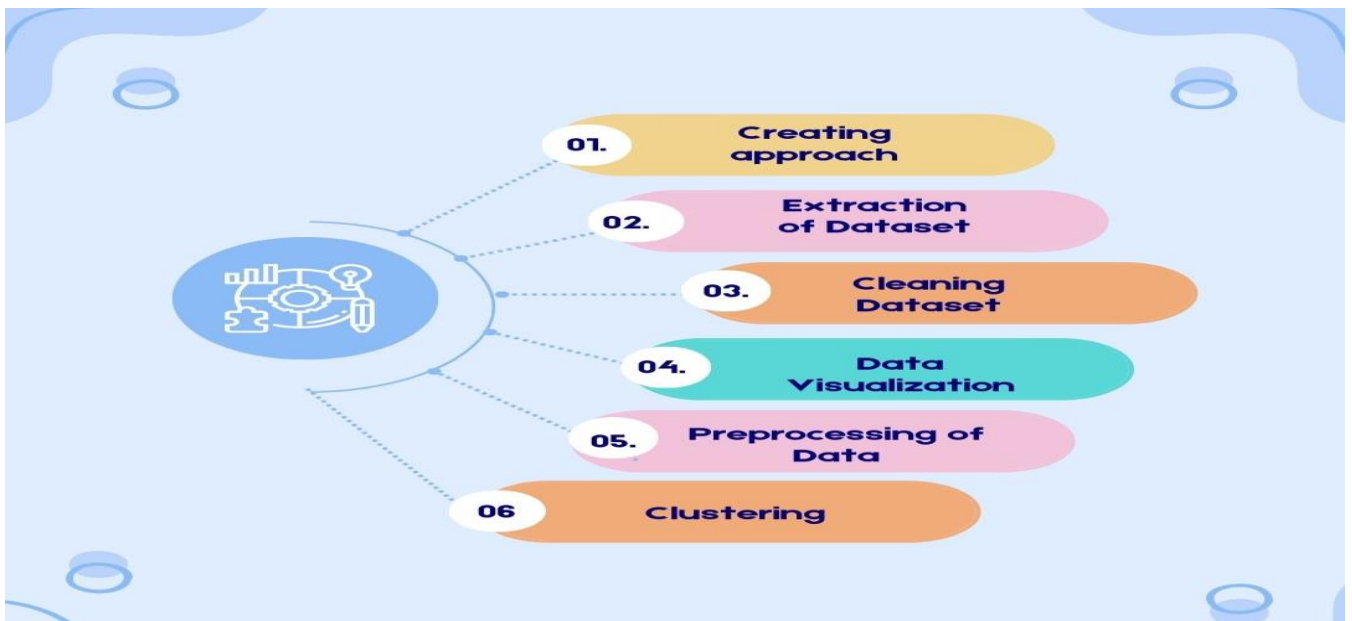 01.
Creating
approach
02.
Extraction
of Dataset
03.
Cleaning
Dataset
04.
Data
Visualization
05.
Preprocessing of
Data
06
Clustering